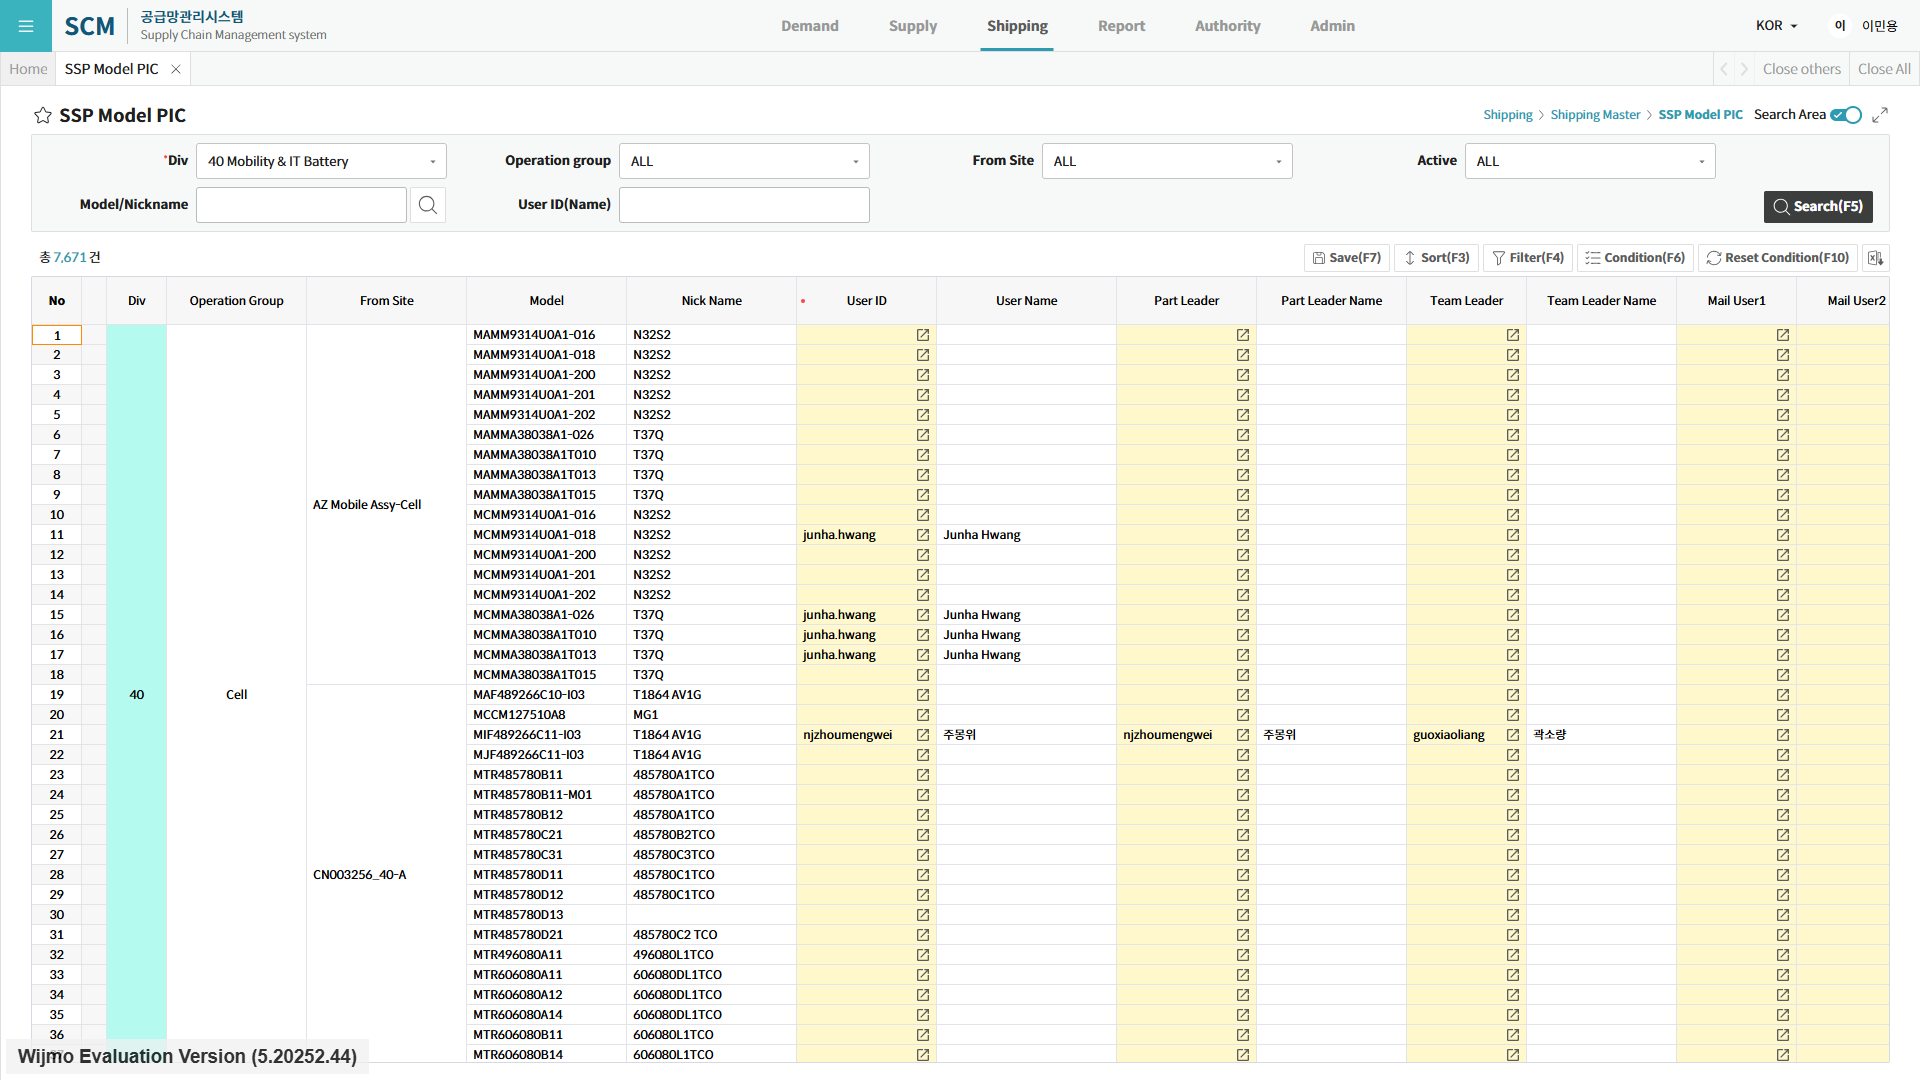 SCM 공급망관리시스템
Supply Chain Management system
Demand Supply Shipping Report Authority Admin
KOR 이 이민용
Home SSP Model PIC Close others Close All
SSP Model PIC
Shipping > Shipping Master > SSP Model PIC Search Area
*Div 40 Mobility & IT Battery Operation group ALL From Site ALL Active ALL
Model/Nickname User ID(Name) Search(F5)
총 7,671 건 Save(F7) Sort(F3) Filter(F4) Condition(F6) Reset Condition(F10)
No Div Operation Group From Site Model Nick Name User ID User Name Part Leader Part Leader Name Team Leader Team Leader Name Mail User1 Mail User2
1 MAMM9314U0A1-016 N32S2
2 MAMM9314U0A1-018 N32S2
3 MAMM9314U0A1-200 N32S2
4 MAMM9314U0A1-201 N32S2
5 MAMM9314U0A1-202 N32S2
6 MAMMA38038A1-026 T37Q
7 MAMMA38038A1T010 T37Q
8 MAMMA38038A1T013 T37Q
9 MAMMA38038A1T015 T37Q
AZ Mobile Assy-Cell
10 MCMM9314U0A1-016 N32S2
11 MCMM9314U0A1-018 N32S2 junha.hwang Junha Hwang
12 MCMM9314U0A1-200 N32S2
13 MCMM9314U0A1-201 N32S2
14 MCMM9314U0A1-202 N32S2
15 MCMMA38038A1-026 T37Q junha.hwang Junha Hwang
16 MCMMA38038A1T010 T37Q junha.hwang Junha Hwang
17 MCMMA38038A1T013 T37Q junha.hwang Junha Hwang
18 MCMMA38038A1T015 T37Q
19 40 Cell MAF489266C10-I03 T1864 AV1G
20 MCCM127510A8 MG1
21 MIF489266C11-I03 T1864 AV1G njzhoumengwei 주몽위 njzhoumengwei 주몽위 guoxiaoliang 곽소량
22 MJF489266C11-I03 T1864 AV1G
23 MTR485780B11 485780A1TCO
24 MTR485780B11-M01 485780A1TCO
25 MTR485780B12 485780A1TCO
26 MTR485780C21 485780B2TCO
27 MTR485780C31 485780C3TCO
28 CN003256_40-A MTR485780D11 485780C1TCO
29 MTR485780D12 485780C1TCO
30 MTR485780D13
31 MTR485780D21 485780C2 TCO
32 MTR496080A11 496080L1TCO
33 MTR606080A11 606080DL1TCO
34 MTR606080A12 606080DL1TCO
35 MTR606080A14 606080DL1TCO
36 MTR606080B11 606080L1TCO
MTR606080B14 606080L1TCO
Wijmo Evaluation Version (5.20252.44)